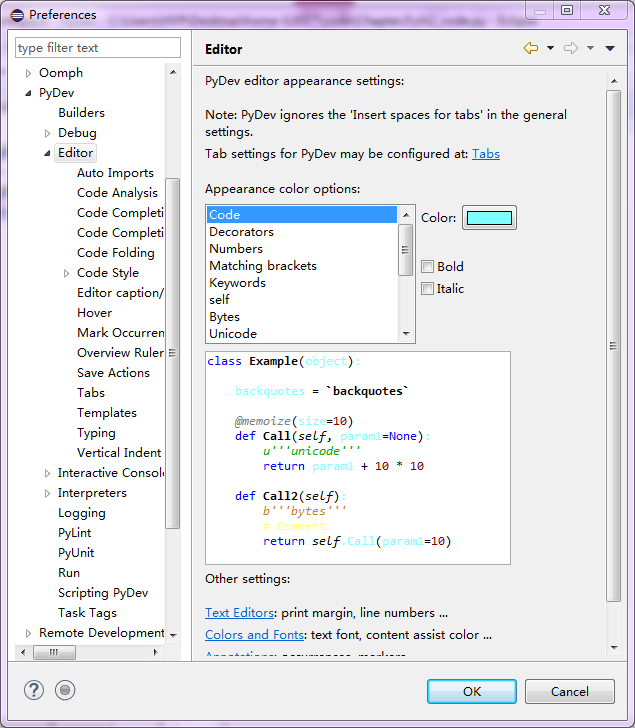 Preferences
type filter text
Oomph
PyDev
Builders
Debug
Editor
Auto Imports
Code Analysis
Code Completi
Code Completi
Code Folding
Code Style
Editor caption/
Hover
Mark Occurren
Overview Ruler
Save Actions
Tabs
Templates
Typing
Vertical Indent
Interactive Console
Interpreters
Logging
PyLint
PyUnit
Run
Scripting PyDev
Task Tags
Remote Development
Editor
PyDev editor appearance settings:
Note: PyDev ignores the 'Insert spaces for tabs' in the general
settings.
Tab settings for PyDev may be configured at: Tabs
Appearance color options:
Code
Decorators
Numbers
Matching brackets
Keywords
self
Bytes
Unicode
Color:
Bold
Italic
class Example(object):
backquotes = `backquotes`
@memoize(size=10)
def Call(self, param1=None):
u'''unicode'''
return param1 + 10 * 10
def Call2(self):
b'''bytes'''
# Comment
return self.Call(param1=10)
Other settings:
Text Editors: print margin, line numbers ...
Colors and Fonts: text font, content assist color ...
Annotations: occurrences, markers
OK
Cancel